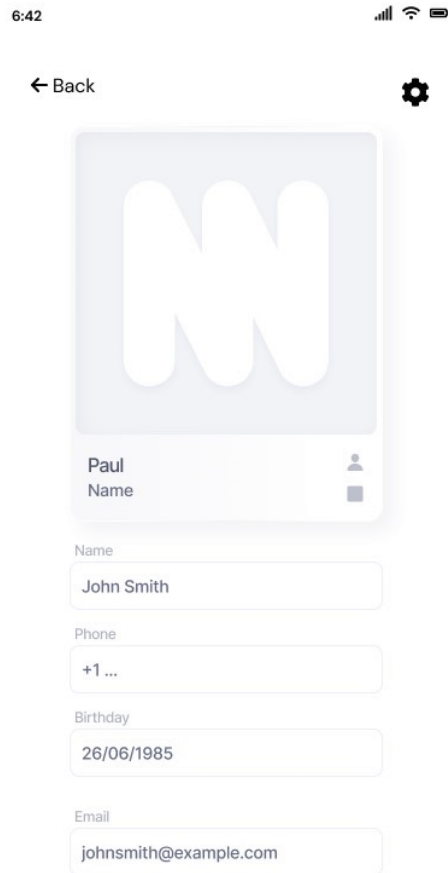 6:42
Back
Paul
Name
Name
John Smith
Phone
+1 ...
Birthday
26/06/1985
Email
johnsmith@example.com